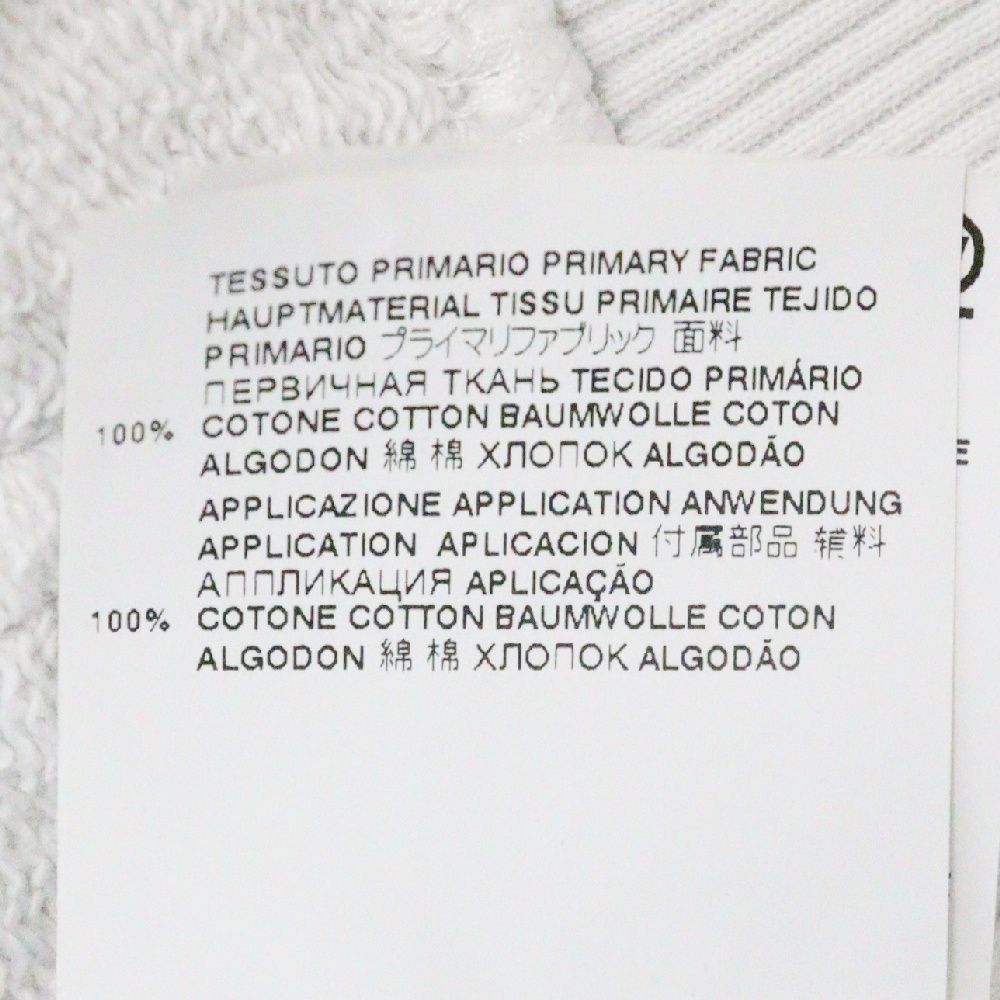 TESSUTO PRIMARIO PRIMARY FABRIC
HAUPTMATERIAL TISSU PRIMAIRE TEJIDO
PRIMARIO プライマリファブリック 面料
ПЕРВИЧНАЯ ТКАНЬ TECIDO PRIMÁRIO
100% COTONE COTTON BAUMWOLLE COTON
ALGODON 綿 棉 ХЛОПОК ALGODÃO
APPLICAZIONE APPLICATION ANWENDUNG
APPLICATION APLICACION 付属部品 辅料
АППЛИКАЦИЯ APLICAÇÃO
100% COTONE COTTON BAUMWOLLE COTON
ALGODON 綿 棉 ХЛОПОК ALGODÃO